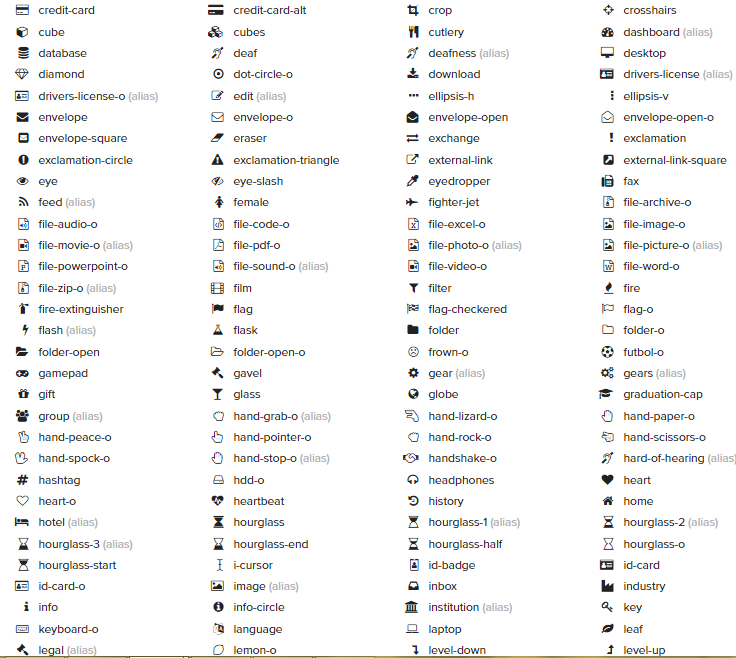 credit-card credit-card-alt crop crosshairs
cube cubes cutlery dashboard (alias)
database deaf deafness (alias) desktop
diamond dot-circle-o download drivers-license (alias)
drivers-license-o (alias) edit (alias) ellipsis-h ellipsis-v
envelope envelope-o envelope-open envelope-open-o
envelope-square eraser exchange exclamation
exclamation-circle exclamation-triangle external-link external-link-square
eye eye-slash eyedropper fax
feed (alias) female fighter-jet file-archive-o
file-audio-o file-code-o file-excel-o file-image-o
file-movie-o (alias) file-pdf-o file-photo-o (alias) file-picture-o (alias)
file-powerpoint-o file-sound-o (alias) file-video-o file-word-o
file-zip-o (alias) film filter fire
fire-extinguisher flag flag-checkered flag-o
flash (alias) flask folder folder-o
folder-open folder-open-o frown-o futbol-o
gamepad gavel gear (alias) gears (alias)
gift glass globe graduation-cap
group (alias) hand-grab-o (alias) hand-lizard-o hand-paper-o
hand-peace-o hand-pointer-o hand-rock-o hand-scissors-o
hand-spock-o hand-stop-o (alias) handshake-o hard-of-hearing (alias)
hashtag hdd-o headphones heart
heart-o heartbeat history home
hotel (alias) hourglass hourglass-1 (alias) hourglass-2 (alias)
hourglass-3 (alias) hourglass-end hourglass-half hourglass-o
hourglass-start i-cursor id-badge id-card
id-card-o image (alias) inbox industry
info info-circle institution (alias) key
keyboard-o language laptop leaf
legal (alias) lemon-o level-down level-up